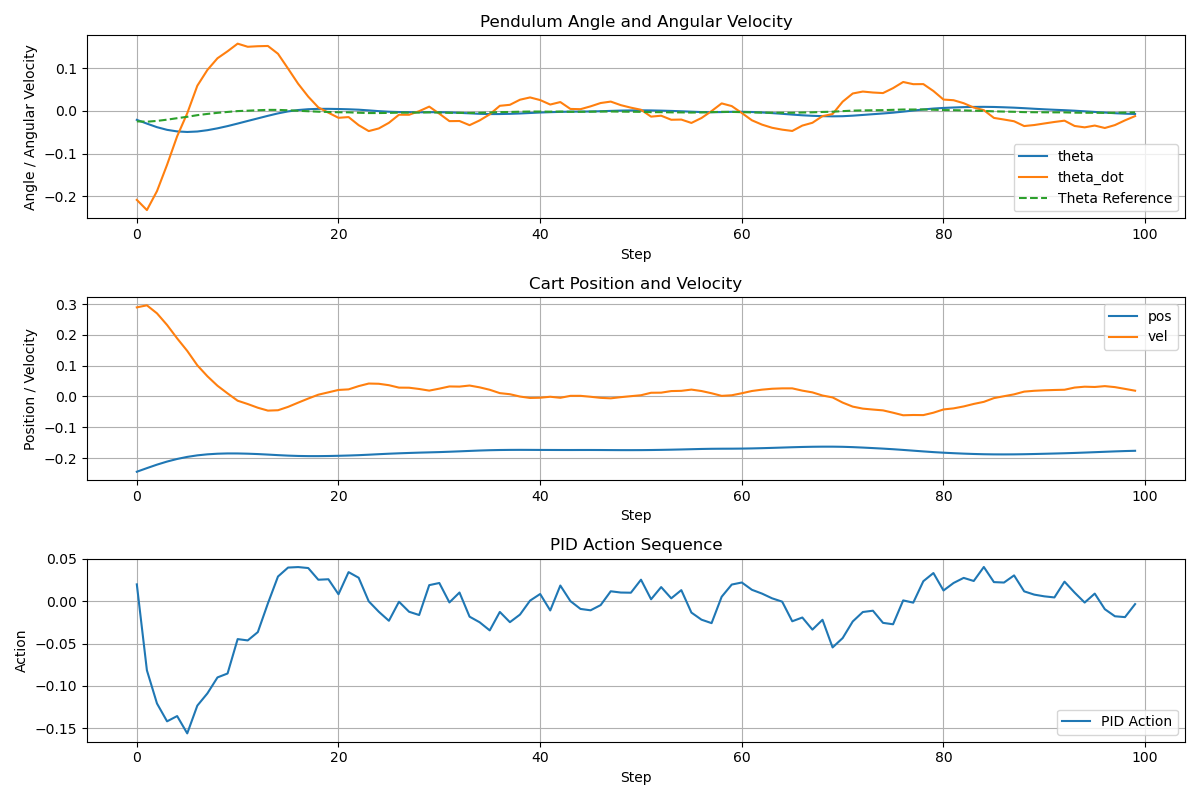 Pendulum Angle and Angular Velocity
Angle / Angular Velocity
0.1
0.0
−0.1
−0.2
theta
theta_dot
Theta Reference
0 20 40 60 80 100
Step
Cart Position and Velocity
Position / Velocity
0.3
0.2
0.1
0.0
−0.1
−0.2
pos
vel
0 20 40 60 80 100
Step
PID Action Sequence
Action
0.05
0.00
−0.05
−0.10
−0.15
PID Action
0 20 40 60 80 100
Step